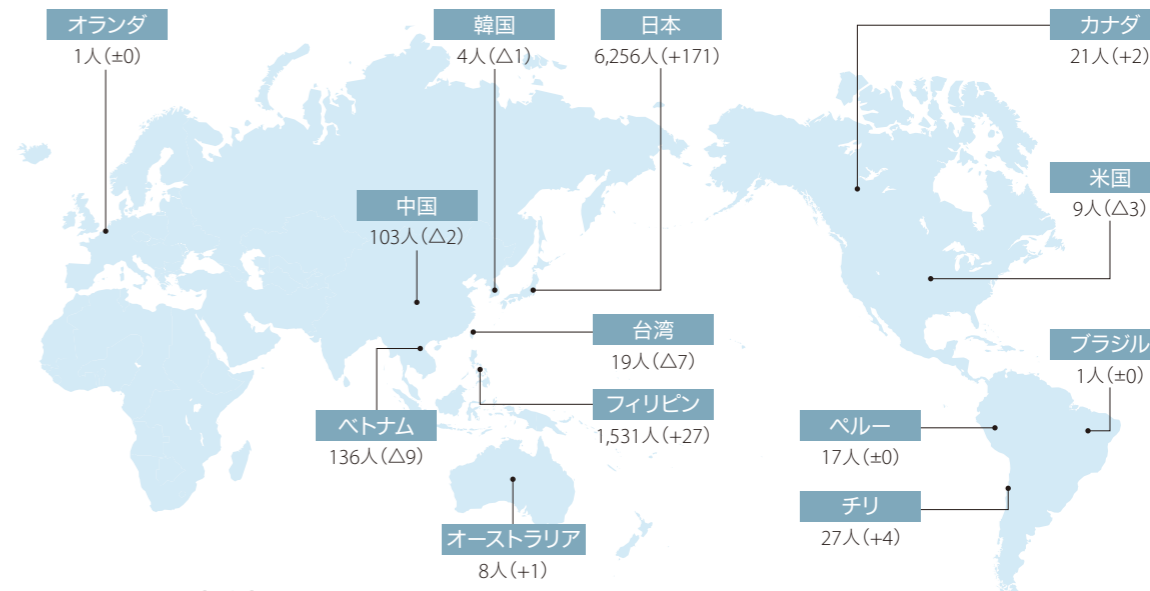 オランダ
1人(±0)
韓国
4人(△1)
日本
6,256人(+171)
カナダ
21人(+2)
米国
9人(△3)
中国
103人(△2)
台湾
19人(△7)
フィリピン
1,531人(+27)
ベトナム
136人(△9)
オーストラリア
8人(+1)
ブラジル
1人(±0)
ペルー
17人(±0)
チリ
27人(+4)